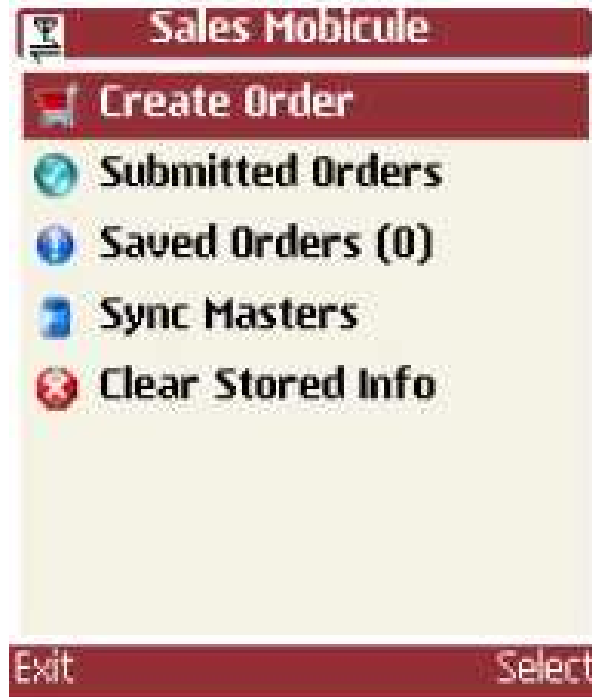 Sales Mobicule
Create Order
Submitted Orders
Saved Orders (0)
Sync Masters
Clear Stored Info
Exit
Select